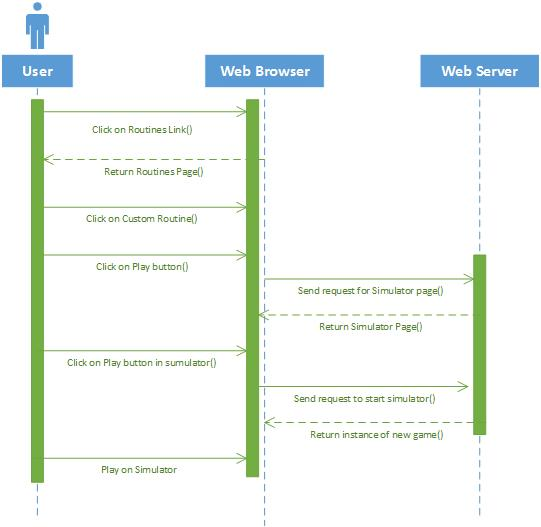 User
Web Browser
Web Server
Click on Routines Link()
Return Routines Page()
Click on Custom Routine()
Click on Play button()
Send request for Simulator page()
Return Simulator Page()
Click on Play button in sumulator()
Send request to start simulator()
Return instance of new game()
Play on Simulator